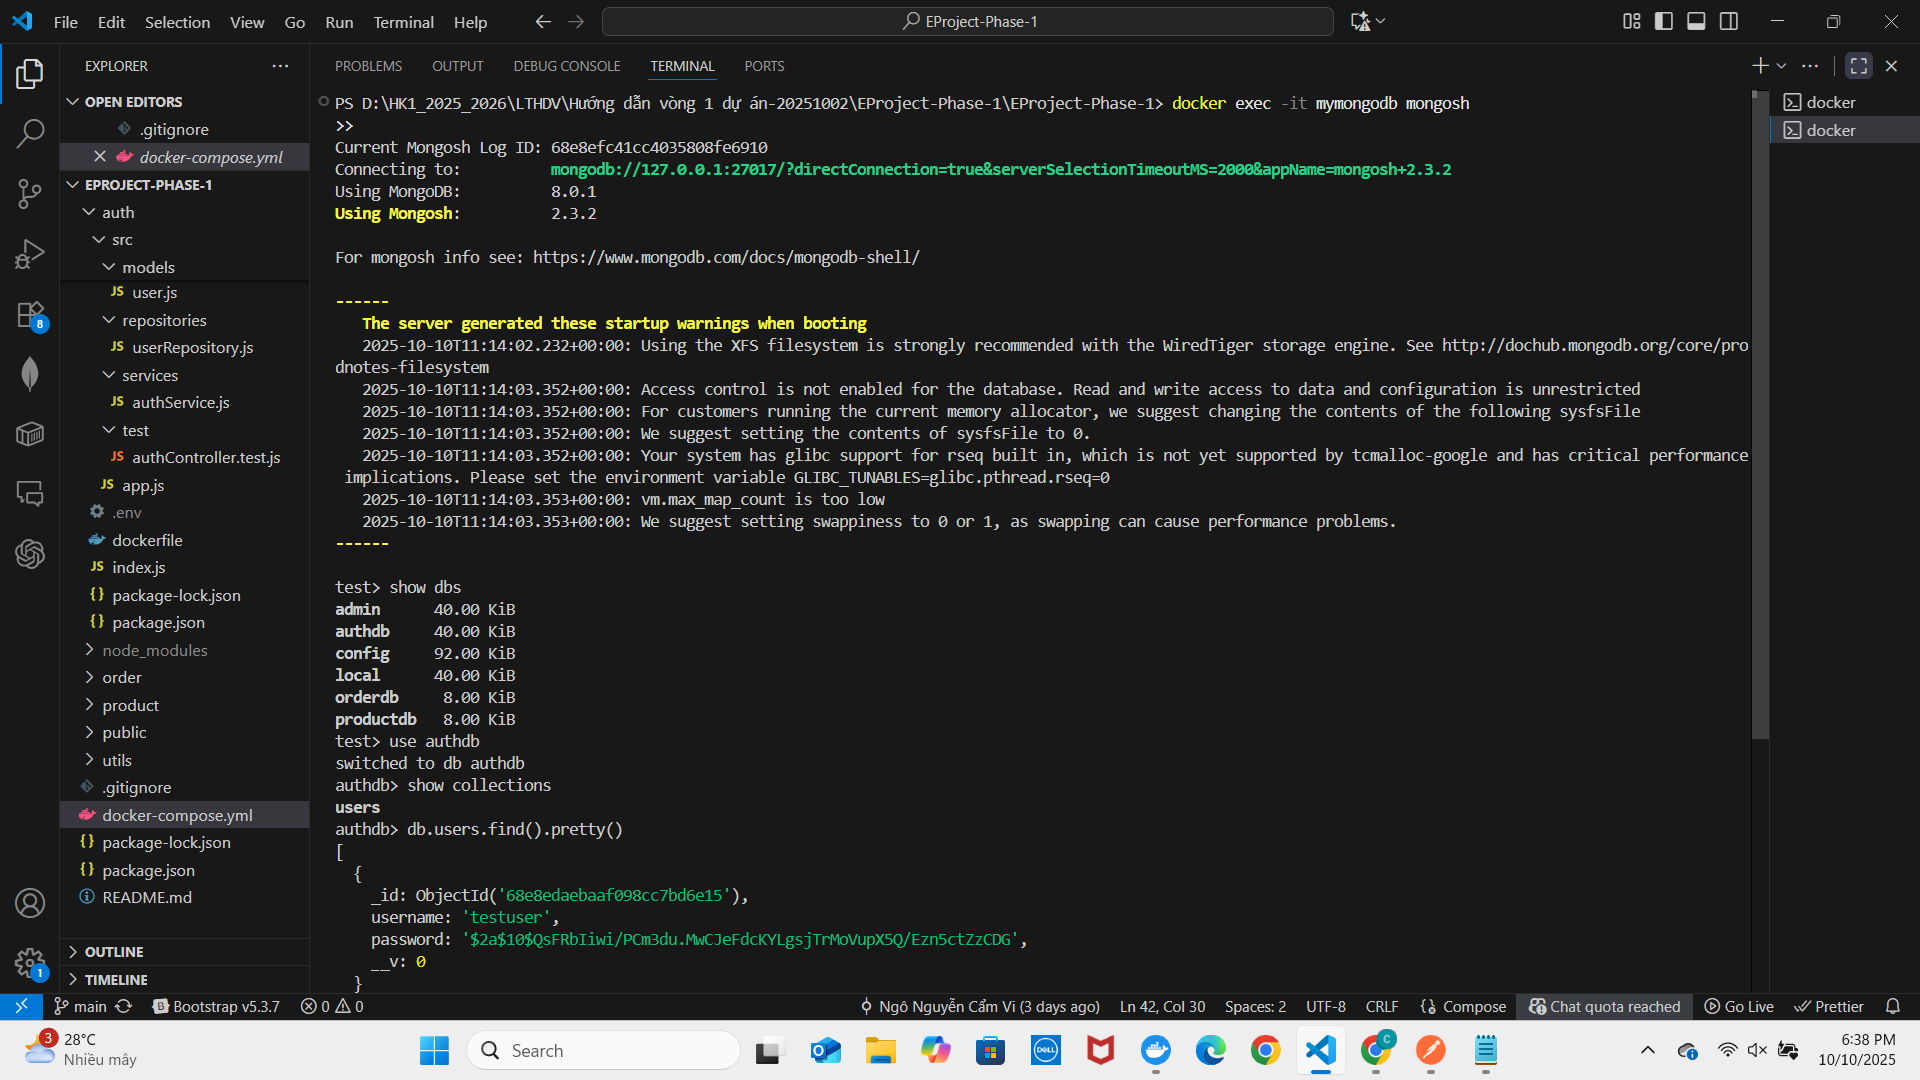 File Edit Selection View Go Run Terminal Help
EProject-Phase-1
EXPLORER
OPEN EDITORS
.gitignore
docker-compose.yml
EPROJECT-PHASE-1
auth
src
models
JS user.js
repositories
JS userRepository.js
services
JS authService.js
test
JS authController.test.js
JS app.js
.env
dockerfile
JS index.js
{} package-lock.json
{} package.json
node_modules
order
product
public
utils
.gitignore
docker-compose.yml
{} package-lock.json
{} package.json
README.md
OUTLINE
TIMELINE
8
1
PROBLEMS OUTPUT DEBUG CONSOLE TERMINAL PORTS
PS D:\HK1_2025_2026\LTHDV\Hướng dẫn vòng 1 dự án-20251002\EProject-Phase-1\EProject-Phase-1> docker exec -it mymongodb mongosh
>>
Current Mongosh Log ID: 68e8efc41cc4035808fe6910
Connecting to: mongodb://127.0.0.1:27017/?directConnection=true&serverSelectionTimeoutMS=2000&appName=mongosh+2.3.2
Using MongoDB: 8.0.1
Using Mongosh: 2.3.2
For mongosh info see: https://www.mongodb.com/docs/mongodb-shell/
------
The server generated these startup warnings when booting
2025-10-10T11:14:02.232+00:00: Using the XFS filesystem is strongly recommended with the WiredTiger storage engine. See http://dochub.mongodb.org/core/pro
dnotes-filesystem
2025-10-10T11:14:03.352+00:00: Access control is not enabled for the database. Read and write access to data and configuration is unrestricted
2025-10-10T11:14:03.352+00:00: For customers running the current memory allocator, we suggest changing the contents of the following sysfsFile
2025-10-10T11:14:03.352+00:00: We suggest setting the contents of sysfsFile to 0.
2025-10-10T11:14:03.352+00:00: Your system has glibc support for rseq built in, which is not yet supported by tcmalloc-google and has critical performance
implications. Please set the environment variable GLIBC_TUNABLES=glibc.pthread.rseq=0
2025-10-10T11:14:03.353+00:00: vm.max_map_count is too low
2025-10-10T11:14:03.353+00:00: We suggest setting swappiness to 0 or 1, as swapping can cause performance problems.
------
test> show dbs
admin 40.00 KiB
authdb 40.00 KiB
config 92.00 KiB
local 40.00 KiB
orderdb 8.00 KiB
productdb 8.00 KiB
test> use authdb
switched to db authdb
authdb> show collections
users
authdb> db.users.find().pretty()
[
{
_id: ObjectId('68e8edaebaaf098cc7bd6e15'),
username: 'testuser',
password: '$2a$10$QsFRbIiwi/PCm3du.MwCJeFdcKYLgsjTrMoVupX5Q/Ezn5ctZzCDG',
__v: 0
}
docker
docker
main Bootstrap v5.3.7 0 0 Ngô Nguyễn Cẩm Vi (3 days ago) Ln 42, Col 30 Spaces: 2 UTF-8 CRLF Compose Chat quota reached Go Live Prettier
3 28°C
Nhiều mây
Search
DELL
C
6:38 PM
10/10/2025